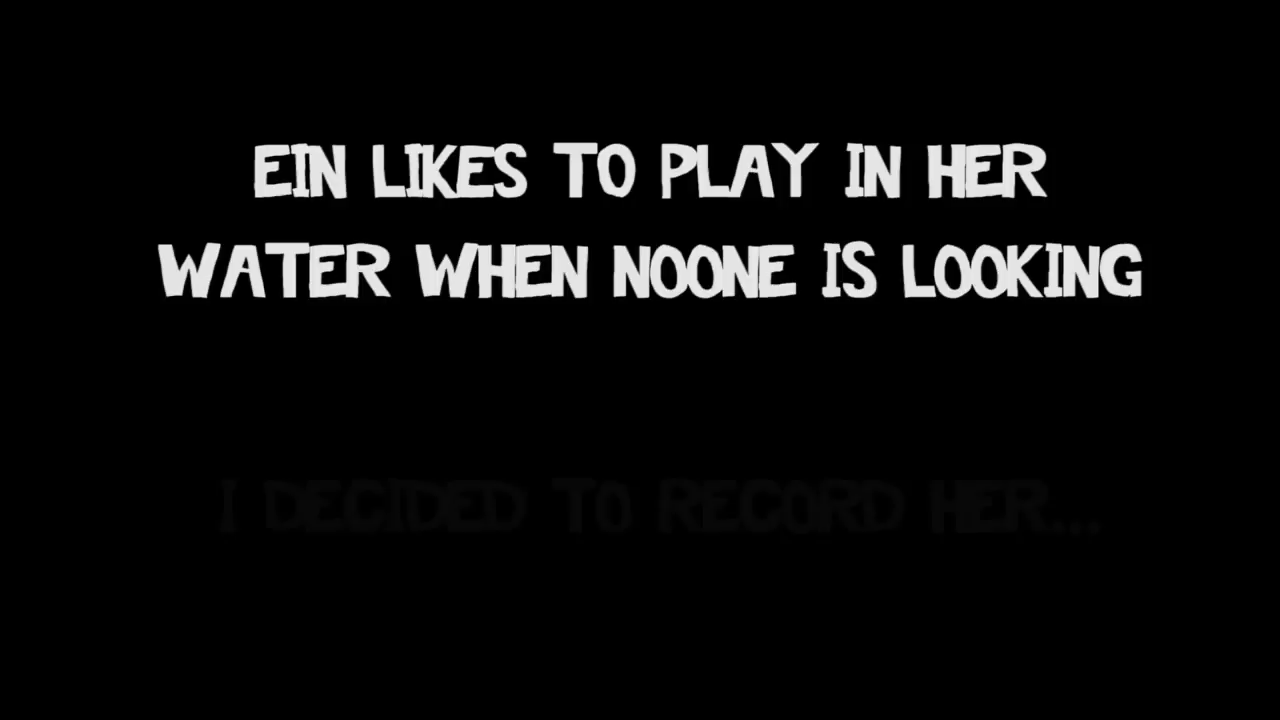 EIN LIKES TO PLAY IN HER
WATER WHEN NOONE IS LOOKING
I DECIDED TO RECORD HER...